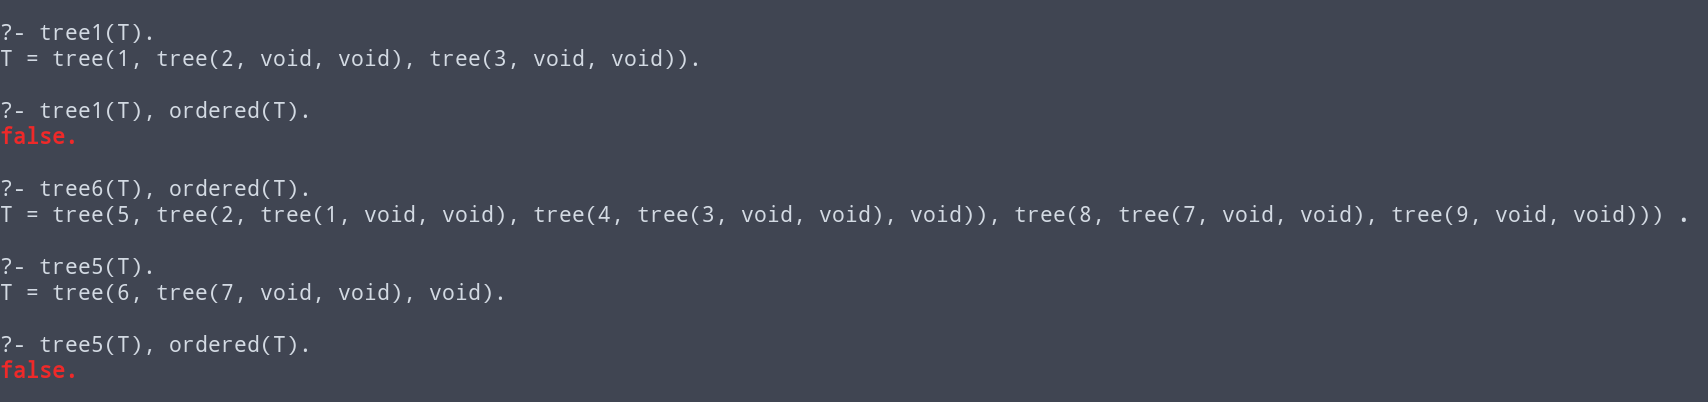 ?- tree1(T).
T = tree(1, tree(2, void, void), tree(3, void, void)).
?- tree1(T), ordered(T).
false.
?- tree6(T), ordered(T).
T = tree(5, tree(2, tree(1, void, void), tree(4, tree(3, void, void), void)), tree(8, tree(7, void, void), tree(9, void, void))) .
?- tree5(T).
T = tree(6, tree(7, void, void), void).
?- tree5(T), ordered(T).
false.